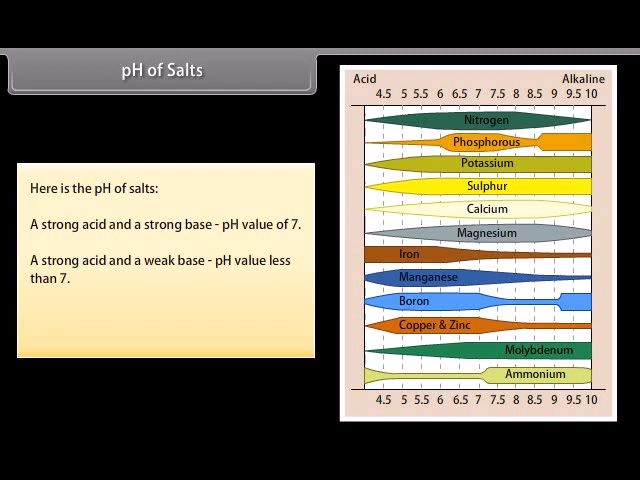 pH of Salts
Here is the pH of salts:
A strong acid and a strong base - pH value of 7.
A strong acid and a weak base - pH value less
than 7.
Acid Alkaline
4.5 5 5.5 6 6.5 7 7.5 8 8.5 9 9.5 10
Nitrogen
Phosphorous
Potassium
Sulphur
Calcium
Magnesium
Iron
Manganese
Boron
Copper & Zinc
Molybdenum
Ammonium
4.5 5 5.5 6 6.5 7 7.5 8 8.5 9 9.5 10